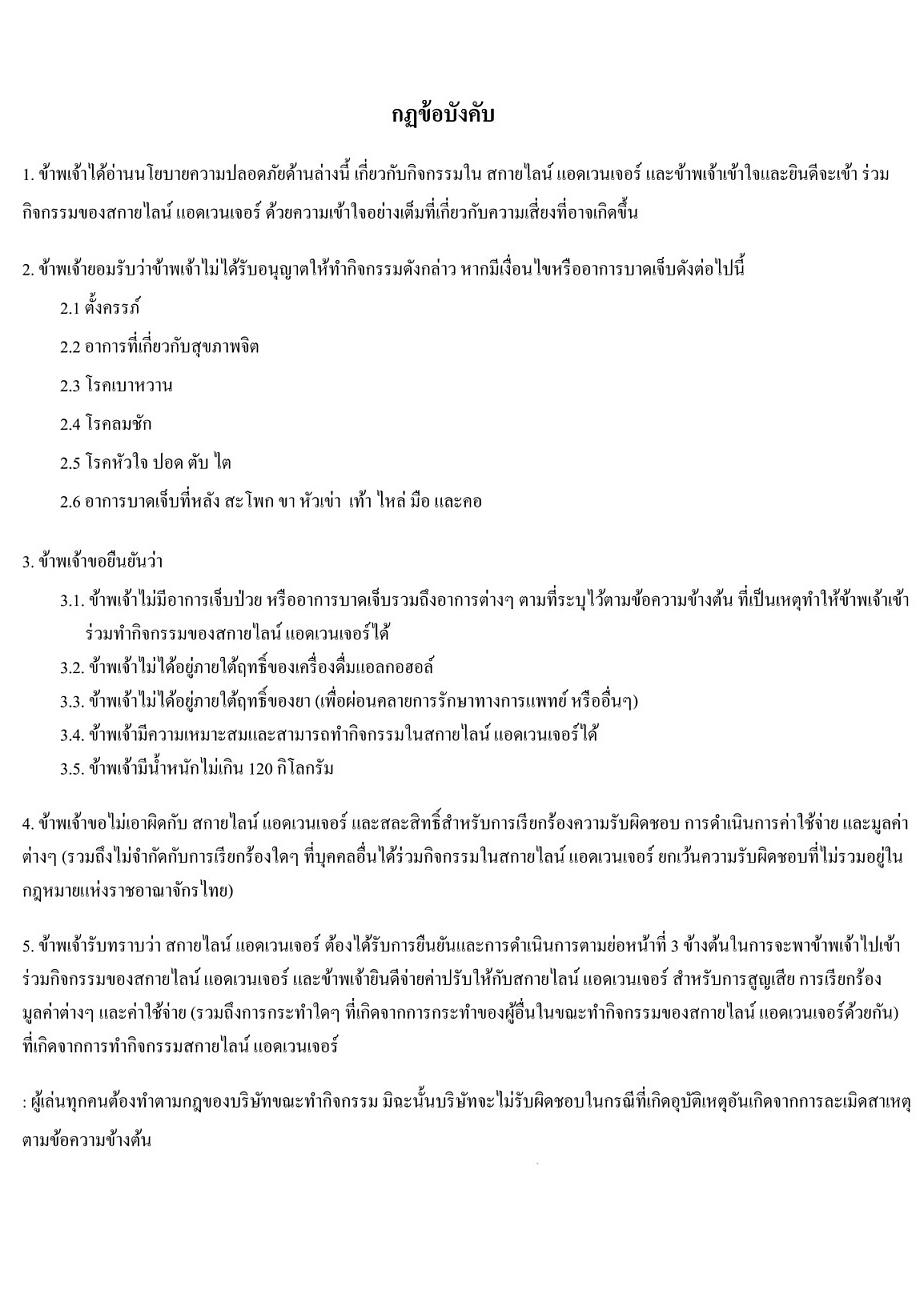 กฏข้อบังคับ
1. ข้าพเจ้าได้อ่านนโยบายความปลอดภัยด้านล่างนี้ เกี่ยวกับกิจกรรมใน สกายไลน์ แอดเวนเจอร์ และข้าพเจ้าเข้าใจและยินดีจะเข้า ร่วม
กิจกรรมของสกายไลน์ แอดเวนเจอร์ ด้วยความเข้าใจอย่างเต็มที่เกี่ยวกับความเสี่ยงที่อาจเกิดขึ้น
2. ข้าพเจ้ายอมรับว่าข้าพเจ้าไม่ได้รับอนุญาตให้ทำกิจกรรมดังกล่าว หากมีเงื่อนไขหรืออาการบาดเจ็บดังต่อไปนี้
2.1 ตั้งครรภ์
2.2 อาการที่เกี่ยวกับสุขภาพจิต
2.3 โรคเบาหวาน
2.4 โรคลมชัก
2.5 โรคหัวใจ ปอด ตับ ไต
2.6 อาการบาดเจ็บที่หลัง สะโพก ขา หัวเข่า เท้า ไหล่ มือ และคอ
3. ข้าพเจ้าขอยืนยันว่า
3.1. ข้าพเจ้าไม่มีอาการเจ็บป่วย หรืออาการบาดเจ็บรวมถึงอาการต่างๆ ตามที่ระบุไว้ตามข้อความข้างต้น ที่เป็นเหตุทำให้ข้าพเจ้าเข้า
ร่วมทำกิจกรรมของสกายไลน์ แอดเวนเจอร์ได้
3.2. ข้าพเจ้าไม่ได้อยู่ภายใต้ฤทธิ์ของเครื่องดื่มแอลกอฮอล์
3.3. ข้าพเจ้าไม่ได้อยู่ภายใต้ฤทธิ์ของยา (เพื่อผ่อนคลายการรักษาทางการแพทย์ หรืออื่นๆ)
3.4. ข้าพเจ้ามีความเหมาะสมและสามารถทำกิจกรรมในสกายไลน์ แอดเวนเจอร์ได้
3.5. ข้าพเจ้ามีน้ำหนักไม่เกิน 120 กิโลกรัม
4. ข้าพเจ้าขอไม่เอาผิดกับ สกายไลน์ แอดเวนเจอร์ และสละสิทธิ์สำหรับการเรียกร้องความรับผิดชอบ การดำเนินการค่าใช้จ่าย และมูลค่า
ต่างๆ (รวมถึงไม่จำกัดกับการเรียกร้องใดๆ ที่บุคคลอื่นได้ร่วมกิจกรรมในสกายไลน์ แอดเวนเจอร์ ยกเว้นความรับผิดชอบที่ไม่รวมอยู่ใน
กฎหมายแห่งราชอาณาจักรไทย)
5. ข้าพเจ้ารับทราบว่า สกายไลน์ แอดเวนเจอร์ ต้องได้รับการยืนยันและการดำเนินการตามย่อหน้าที่ 3 ข้างต้นในการจะพาข้าพเจ้าไปเข้า
ร่วมกิจกรรมของสกายไลน์ แอดเวนเจอร์ และข้าพเจ้ายินดีจ่ายค่าปรับให้กับสกายไลน์ แอดเวนเจอร์ สำหรับการสูญเสีย การเรียกร้อง
มูลค่าต่างๆ และค่าใช้จ่าย (รวมถึงการกระทำใดๆ ที่เกิดจากการกระทำของผู้อื่นในขณะทำกิจกรรมของสกายไลน์ แอดเวนเจอร์ด้วยกัน)
ที่เกิดจากการทำกิจกรรมสกายไลน์ แอดเวนเจอร์
: ผู้เล่นทุกคนต้องทำตามกฎของบริษัทขณะทำกิจกรรม มิฉะนั้นบริษัทจะไม่รับผิดชอบในกรณีที่เกิดอุบัติเหตุอันเกิดจากการละเมิดสาเหตุ
ตามข้อความข้างต้น